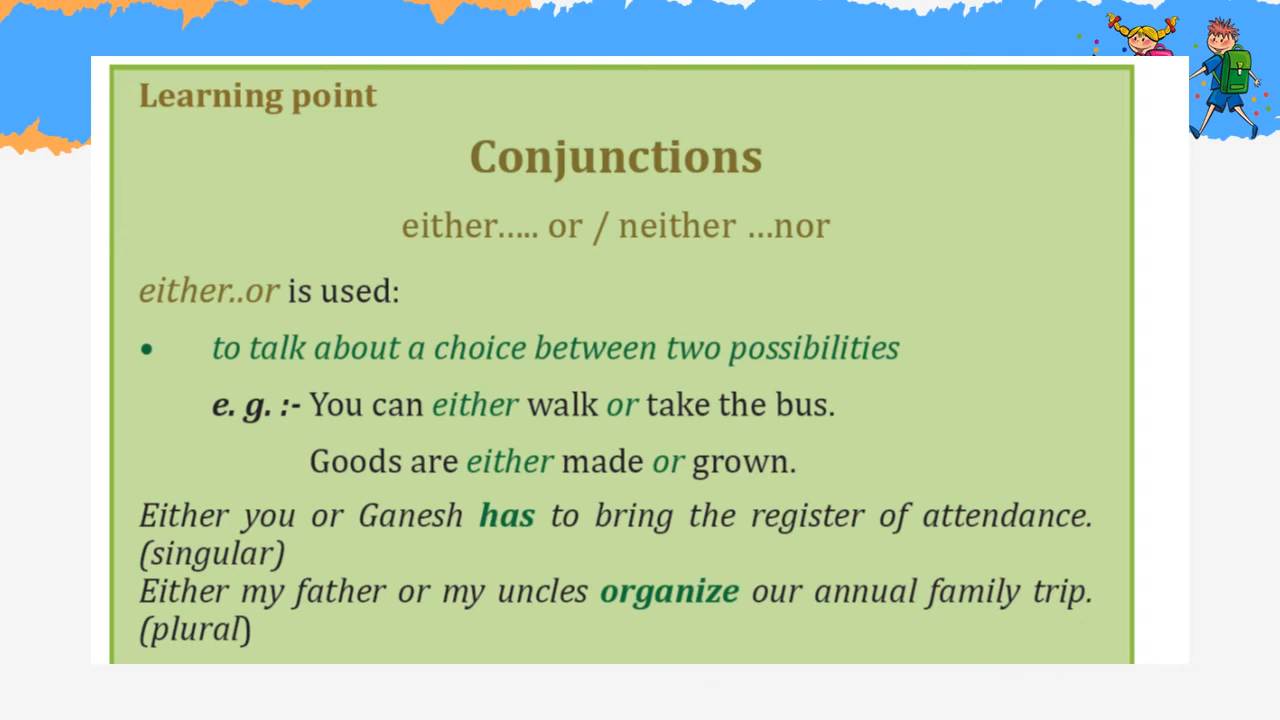 Learning point
Conjunctions
either..... or / neither ...nor
either..or is used:
• to talk about a choice between two possibilities
e. g. :- You can either walk or take the bus.
Goods are either made or grown.
Either you or Ganesh has to bring the register of attendance.
(singular)
Either my father or my uncles organize our annual family trip.
(plural)